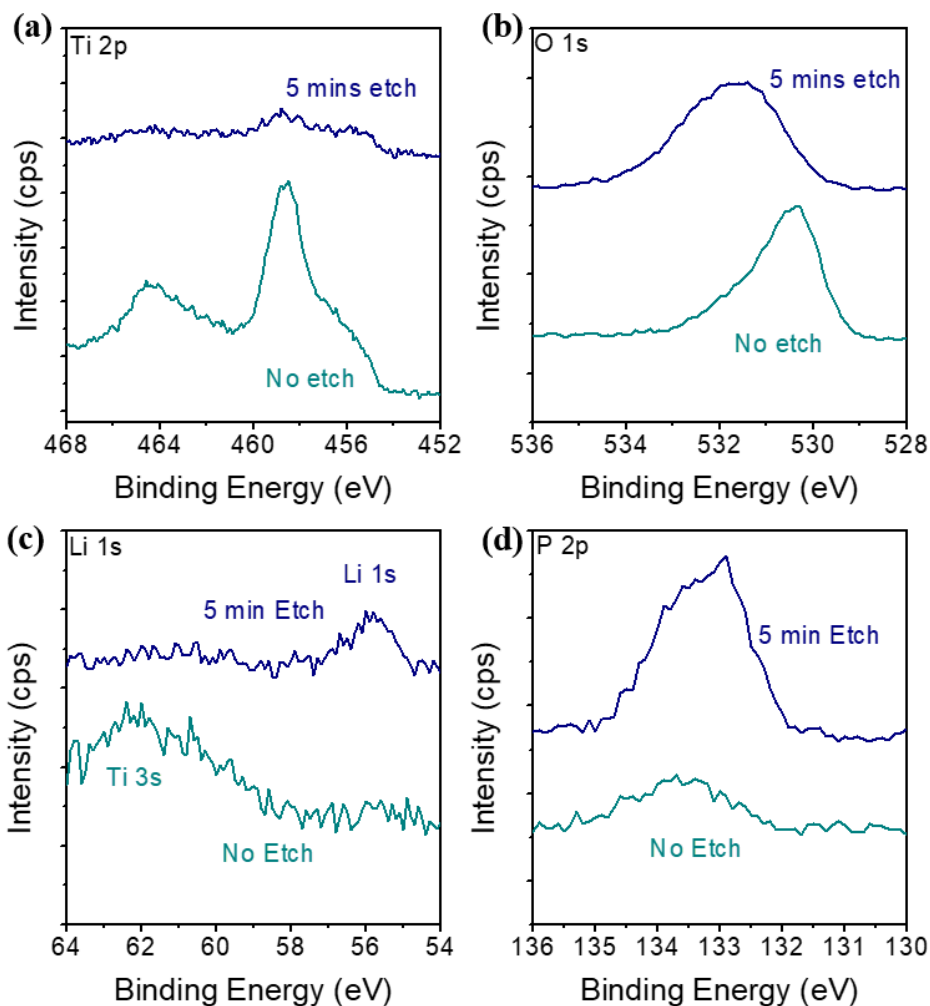 (a)
Ti 2p
5 mins etch
No etch
Intensity (cps)
468 464 460 456 452
Binding Energy (eV)
(b)
O 1s
5 mins etch
No etch
Intensity (cps)
536 534 532 530 528
Binding Energy (eV)
(c)
Li 1s
Li 1s
5 min Etch
Ti 3s
No Etch
Intensity (cps)
64 62 60 58 56 54
Binding Energy (eV)
(d)
P 2p
5 min Etch
No Etch
Intensity (cps)
136 135 134 133 132 131 130
Binding Energy (eV)